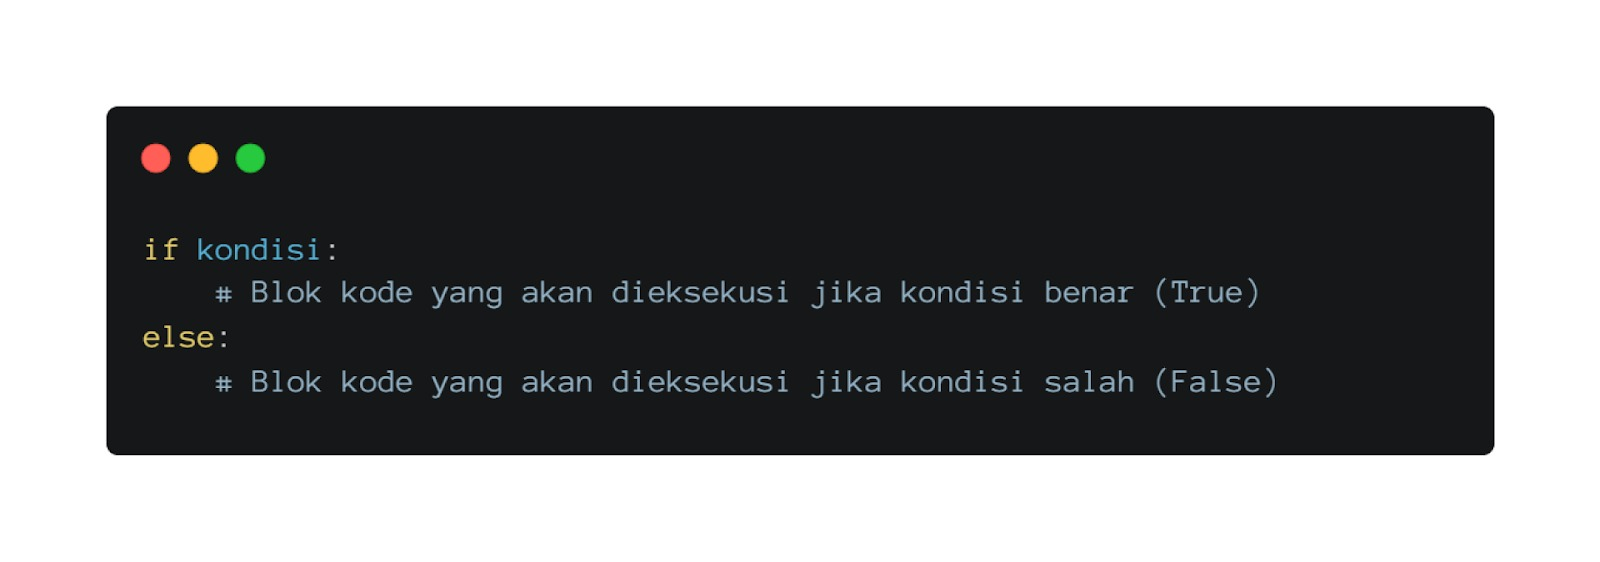 if kondisi:
    # Blok kode yang akan dieksekusi jika kondisi benar (True)
else:
    # Blok kode yang akan dieksekusi jika kondisi salah (False)